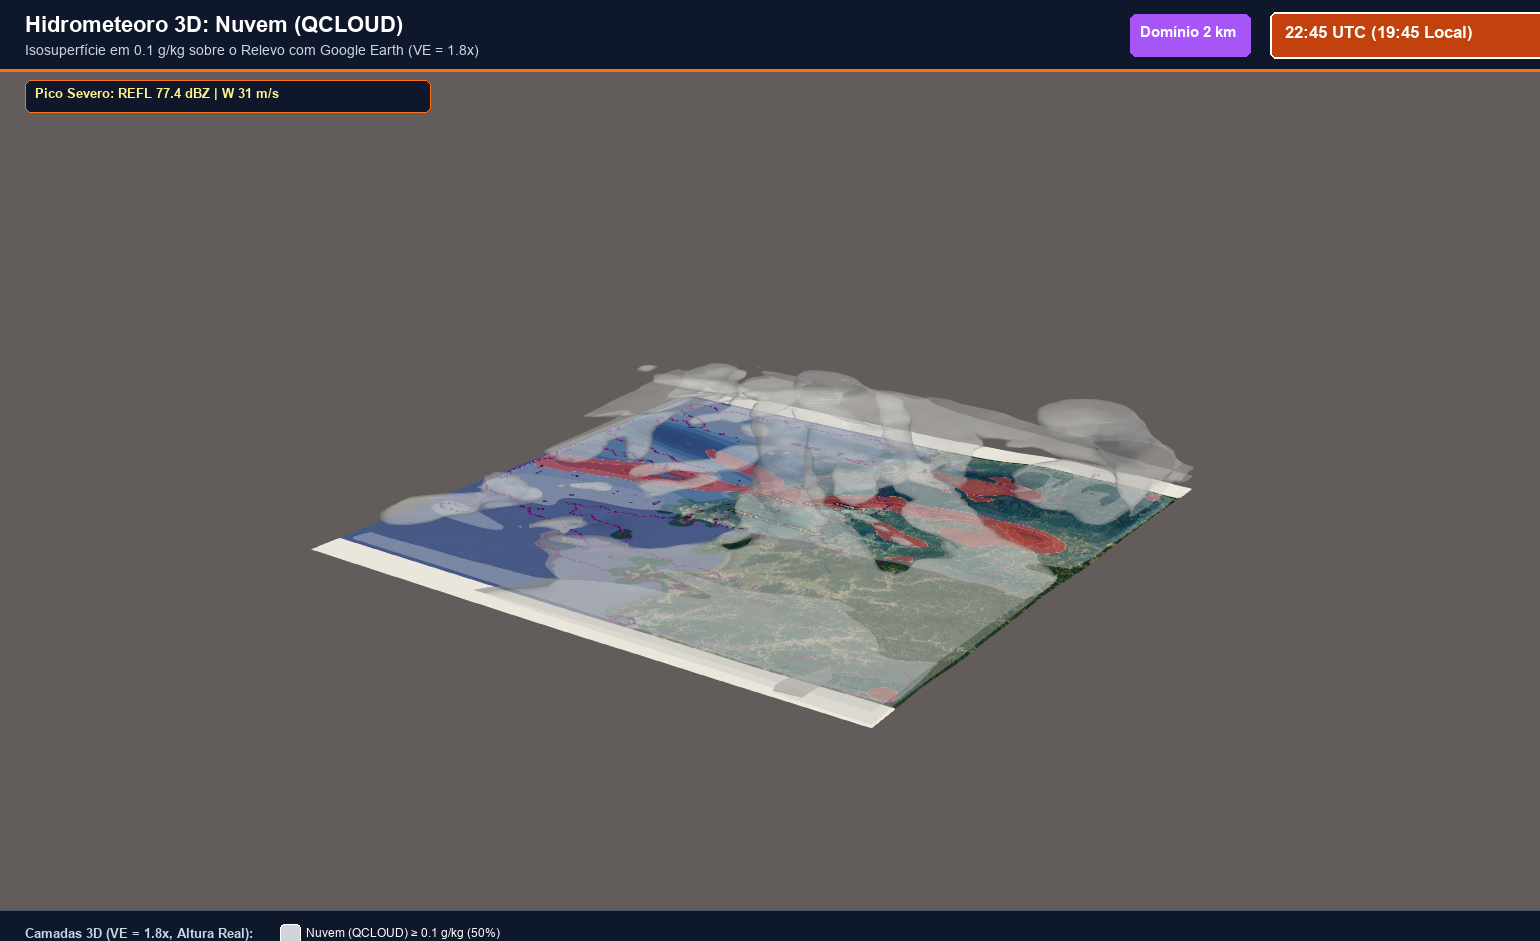 Hidrometeoro 3D: Nuvem (QCLOUD)
Isosuperfície em 0.1 g/kg sobre o Relevo com Google Earth (VE = 1.8x)
Domínio 2 km
22:45 UTC (19:45 Local)
Pico Severo: REFL 77.4 dBZ | W 31 m/s
Camadas 3D (VE = 1.8x, Altura Real):
Nuvem (QCLOUD) ≥ 0.1 g/kg (50%)